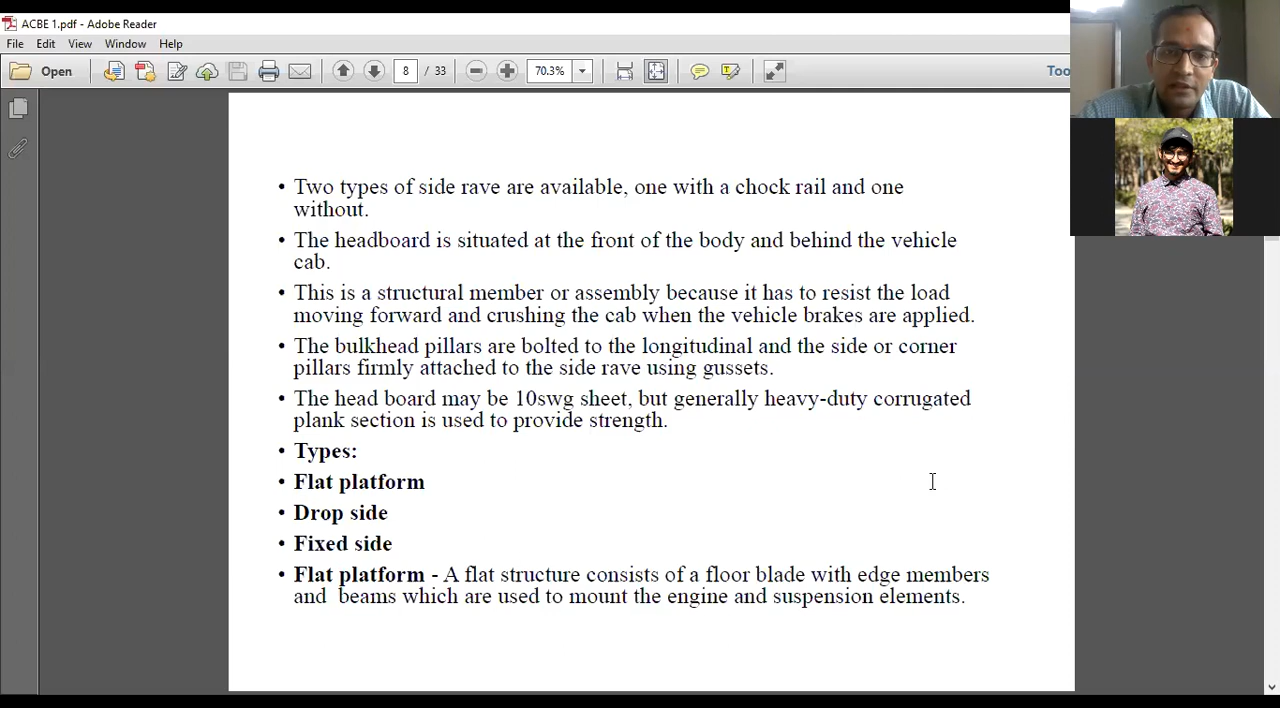 ACBE 1.pdf - Adobe Reader
File Edit View Window Help
Open 8 / 33 70.3% Too
• Two types of side rave are available, one with a chock rail and one
without.
• The headboard is situated at the front of the body and behind the vehicle
cab.
• This is a structural member or assembly because it has to resist the load
moving forward and crushing the cab when the vehicle brakes are applied.
• The bulkhead pillars are bolted to the longitudinal and the side or corner
pillars firmly attached to the side rave using gussets.
• The head board may be 10swg sheet, but generally heavy-duty corrugated
plank section is used to provide strength.
• Types:
• Flat platform
• Drop side
• Fixed side
• Flat platform - A flat structure consists of a floor blade with edge members
and beams which are used to mount the engine and suspension elements.